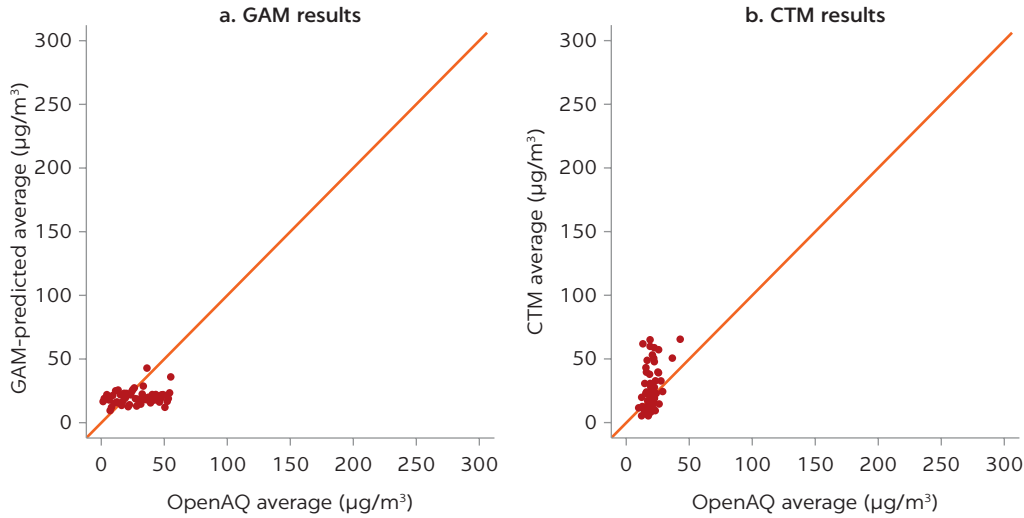 a. GAM results
300
250
200
150
100
50
0
GAM-predicted average (µg/m³)
0 50 100 150 200 250 300
OpenAQ average (µg/m³)
b. CTM results
300
250
200
150
100
50
0
CTM average (µg/m³)
0 50 100 150 200 250 300
OpenAQ average (µg/m³)